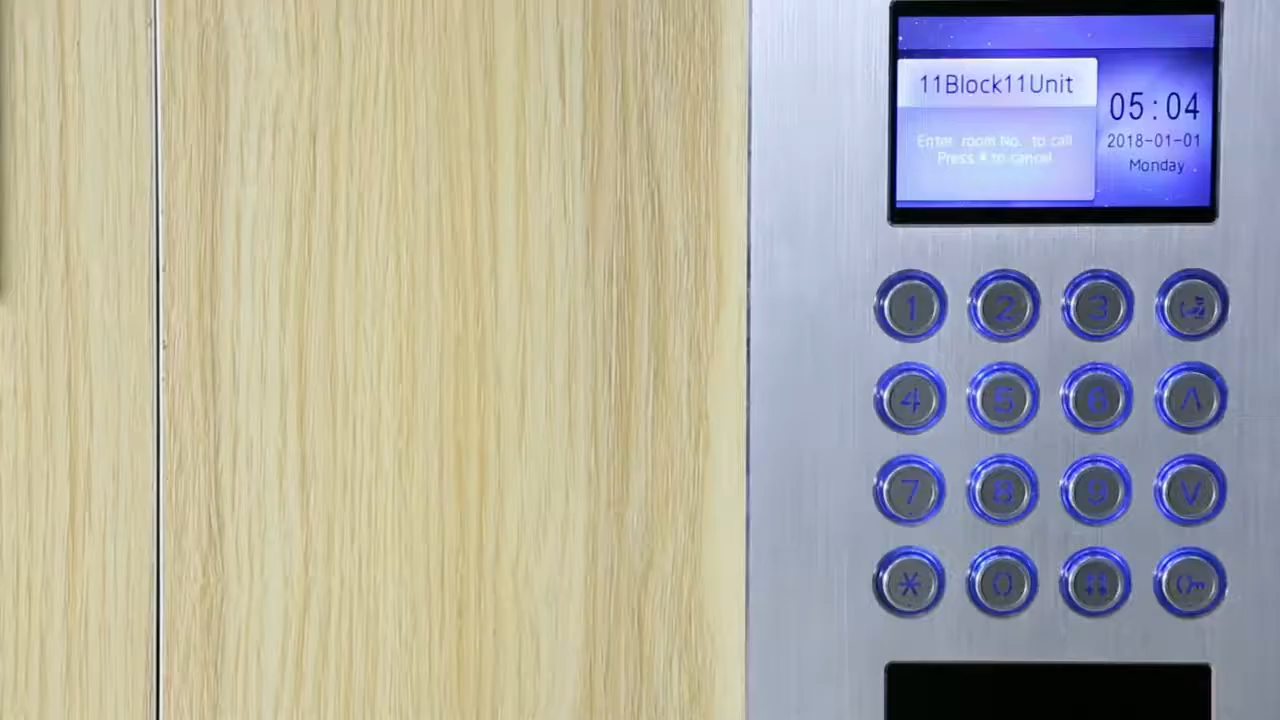 11Block11Unit
Enter room No. to call
Press * to cancel
05:04
2018-01-01
Monday
1 2 3
4 5 6 Λ
7 8 9 V
* 0 #